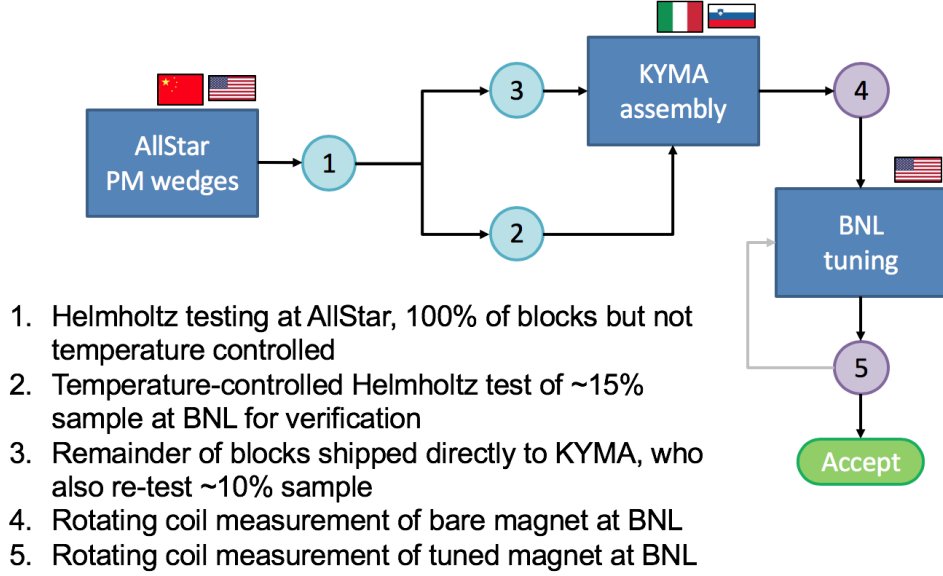 AllStar
PM wedges
1
3
2
KYMA
assembly
4
BNL
tuning
5
Accept
1. Helmholtz testing at AllStar, 100% of blocks but not
temperature controlled
2. Temperature-controlled Helmholtz test of ~15%
sample at BNL for verification
3. Remainder of blocks shipped directly to KYMA, who
also re-test ~10% sample
4. Rotating coil measurement of bare magnet at BNL
5. Rotating coil measurement of tuned magnet at BNL